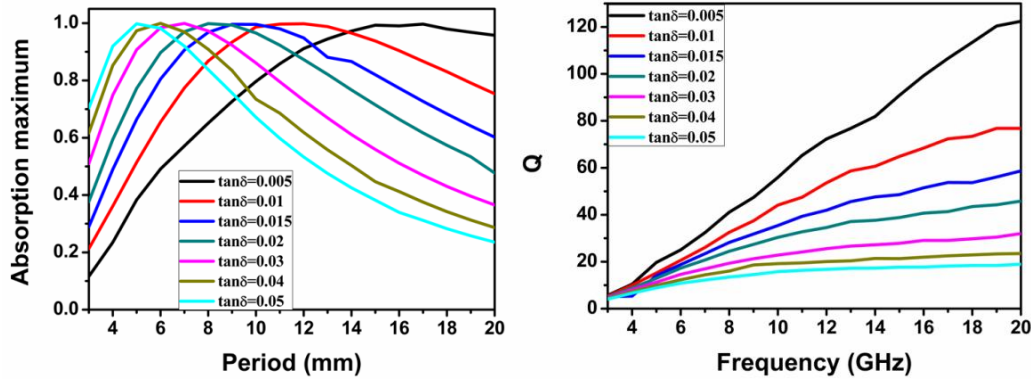 Absorption maximum
1.0
0.8
0.6
0.4
0.2
0.0
tanδ=0.005
tanδ=0.01
tanδ=0.015
tanδ=0.02
tanδ=0.03
tanδ=0.04
tanδ=0.05
4 6 8 10 12 14 16 18 20
Period (mm)
Q
120
100
80
60
40
20
0
tanδ=0.005
tanδ=0.01
tanδ=0.015
tanδ=0.02
tanδ=0.03
tanδ=0.04
tanδ=0.05
4 6 8 10 12 14 16 18 20
Frequency (GHz)